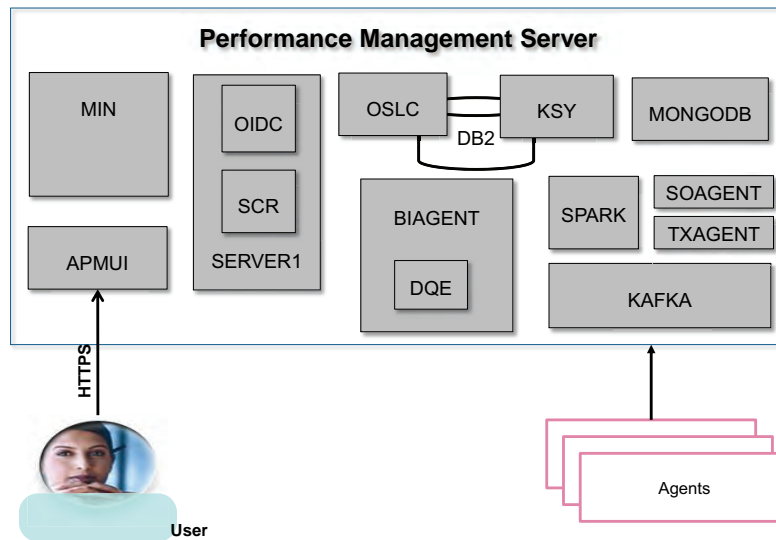 Performance Management Server
MIN
OIDC
SCR
SERVER1
OSLC
KSY
DB2
MONGODB
BIAGENT
DQE
SPARK
SOAGENT
TXAGENT
KAFKA
APMUI
HTTPS
User
Agents